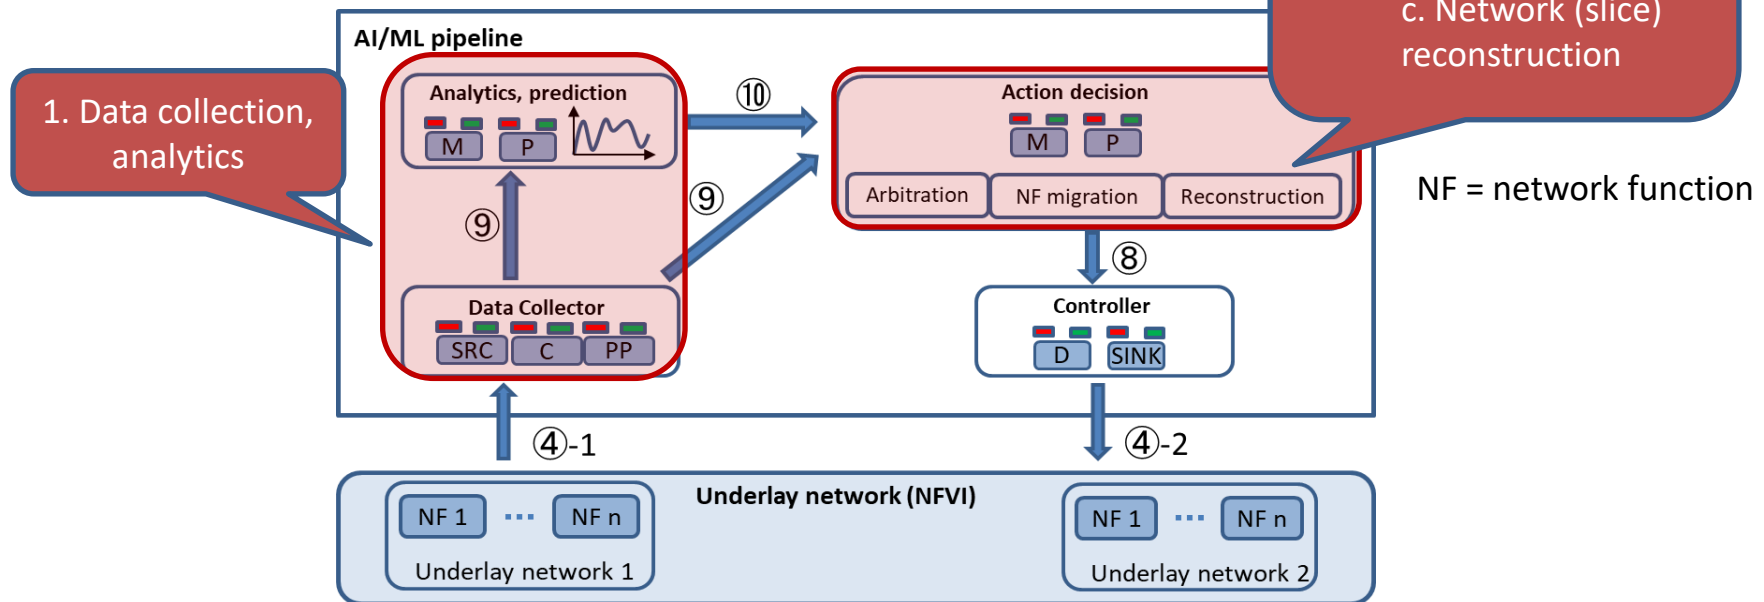 c. Network (slice)
reconstruction
AI/ML pipeline
1. Data collection,
analytics
Analytics, prediction
M P
⑩
Action decision
M P
Arbitration NF migration Reconstruction
NF = network function
⑨
⑨
⑧
Data Collector
SRC C PP
Controller
D SINK
④-1
④-2
Underlay network (NFVI)
NF 1 ... NF n
Underlay network 1
NF 1 ... NF n
Underlay network 2